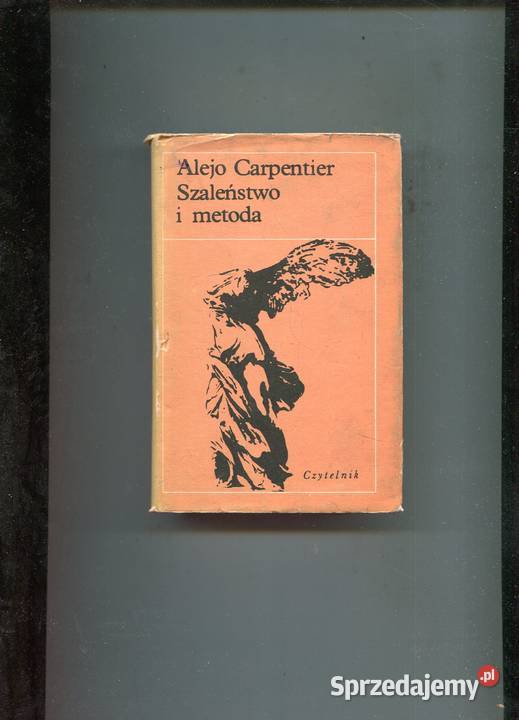 Alejo Carpentier
Szaleństwo
i metoda
Czytelnik
Sprzedajemy.pl